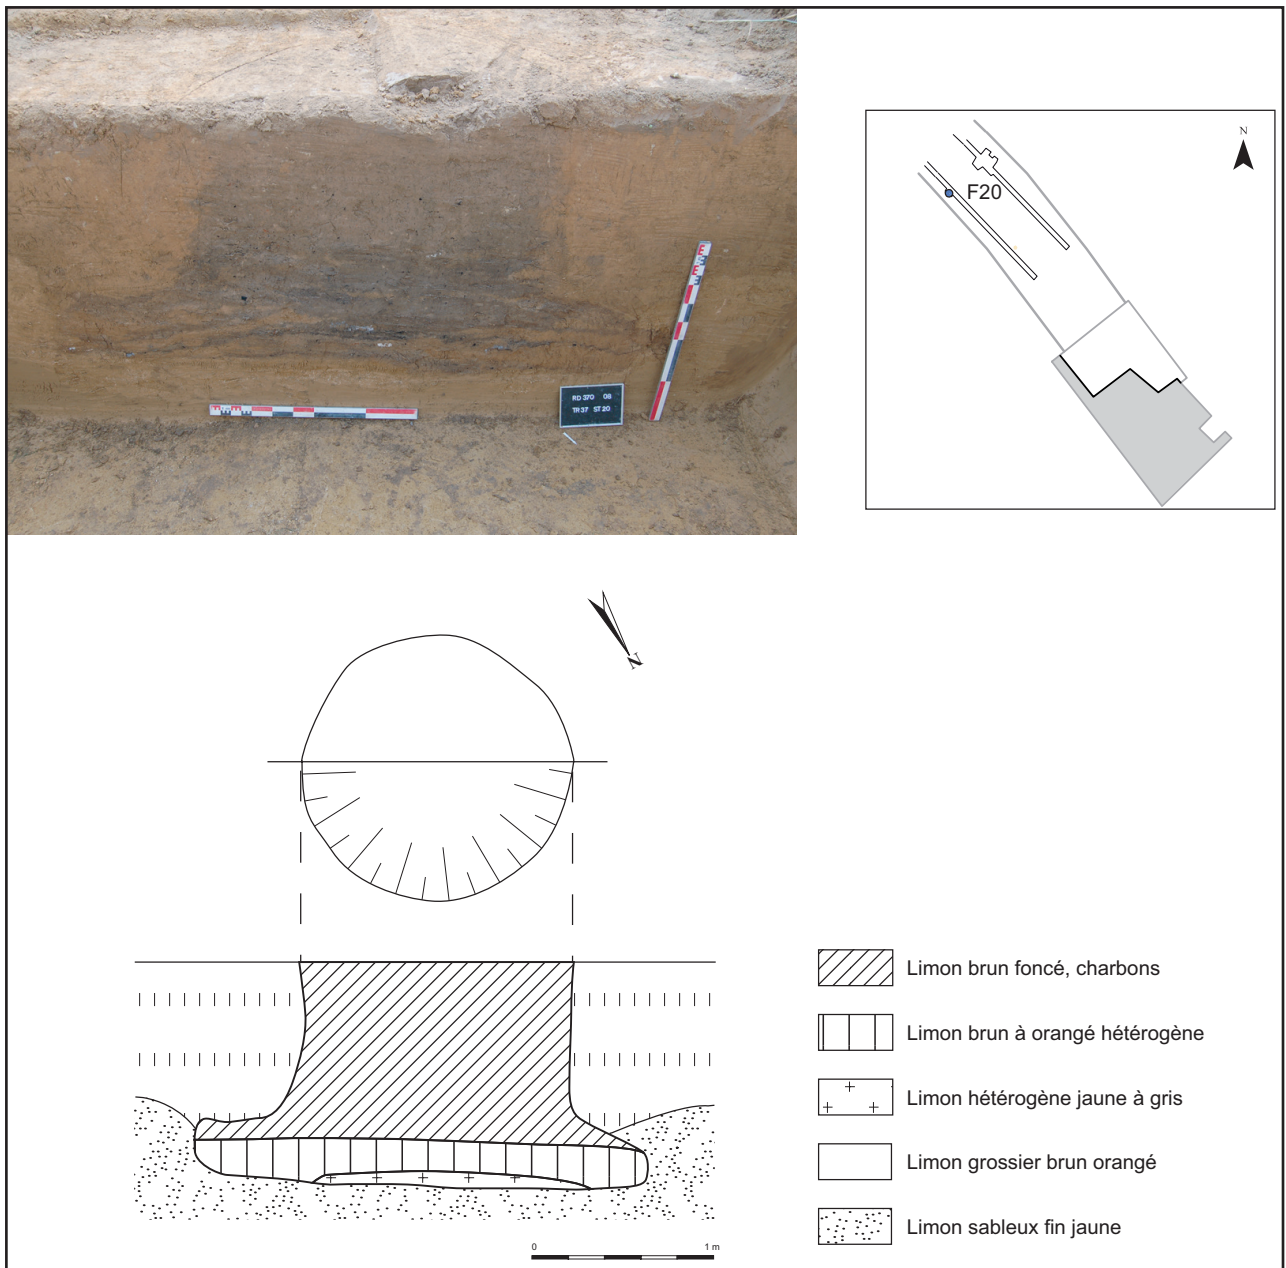 RD 370 08
TR 37 ST 20
N
F20
N
Limon brun foncé, charbons
Limon brun à orangé hétérogène
Limon hétérogène jaune à gris
Limon grossier brun orangé
Limon sableux fin jaune
0 1 m